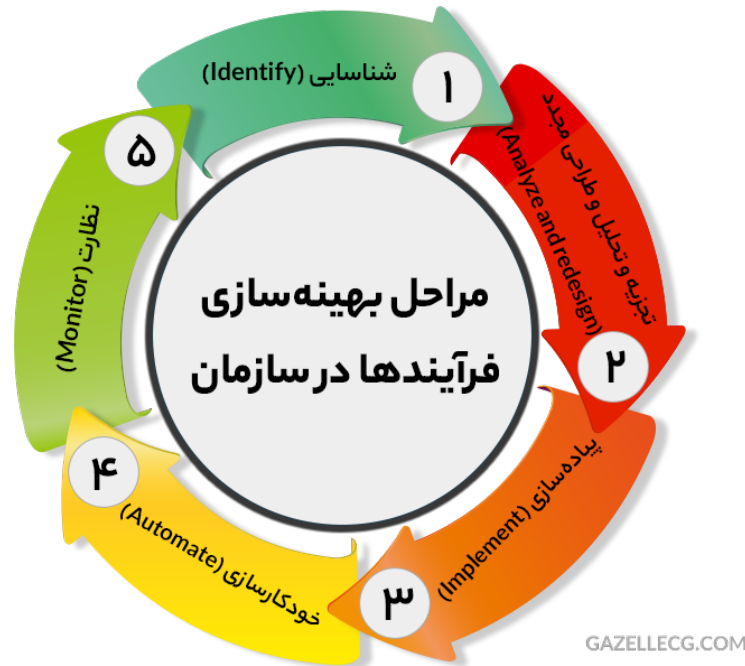 مراحل بهینه‌سازی
فرآیندها در سازمان
۱
شناسایی (Identify)
۲
تجزیه و تحلیل و طراحی مجدد
(Analyze and redesign)
۳
پیاده‌سازی (Implement)
۴
خودکارسازی (Automate)
۵
نظارت (Monitor)
GAZELLECG.COM